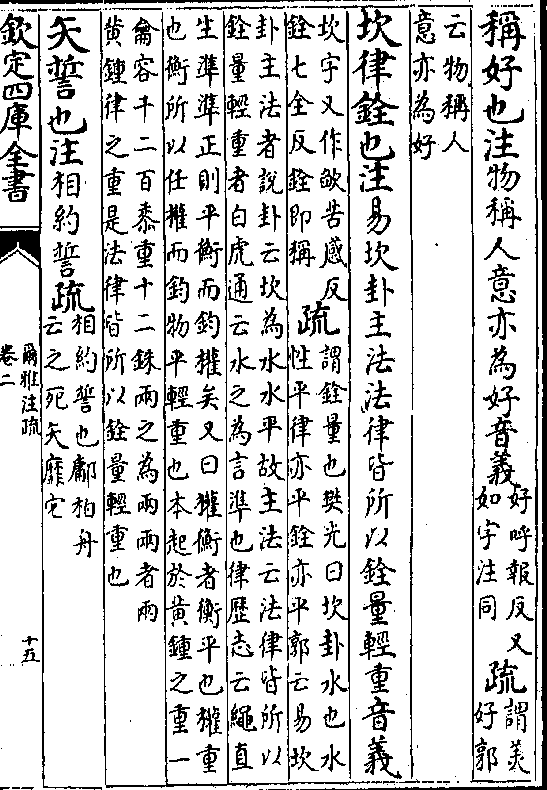 稱好也注物稱人意亦為好音義好呼報反又如字注同疏謂美好郭
云物稱人意亦為好
坎律銓也注易坎卦主法法律皆所以銓量輕重音義
坎字又作欿苦感反銓七全反銓即稱疏謂銓量也樊光曰坎卦水也水性平律亦平銓亦平郭云易坎
卦主法者說卦云坎為水水平故主法云法律皆所以銓量輕重者白虎通云水之為言準也律歷志云繩直
生準準正則平衡而鈞權矣又曰權衡者衡平也權重也衡所以任權而鈞物平輕重也本起於黃鍾之重一
龠容千二百黍重十二銖兩之為兩兩者兩黃鍾律之重是法律皆所以銓量輕重也
矢誓也注相約誓疏相約誓也鄘柏舟云之死矢靡它
欽定四庫全書
爾雅注疏
卷二
十五